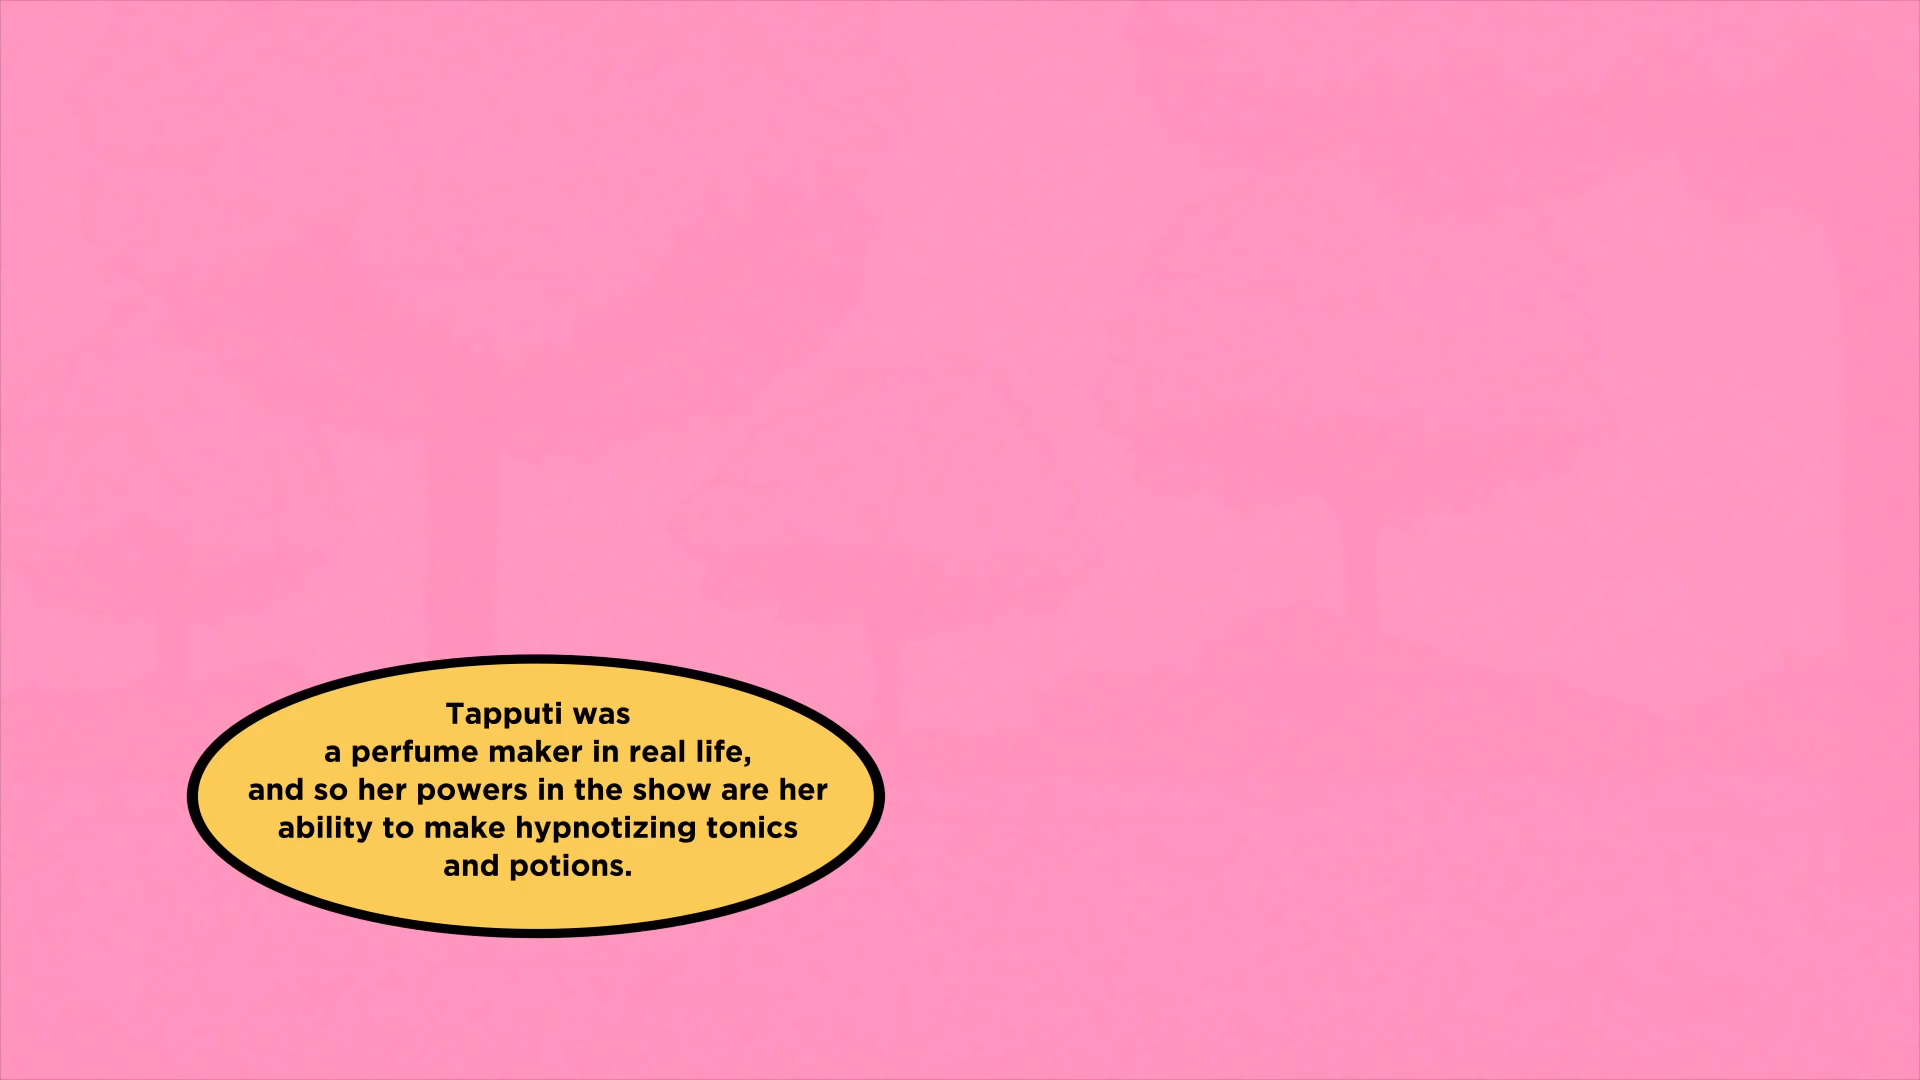 Tapputi was
a perfume maker in real life,
and so her powers in the show are her
ability to make hypnotizing tonics
and potions.